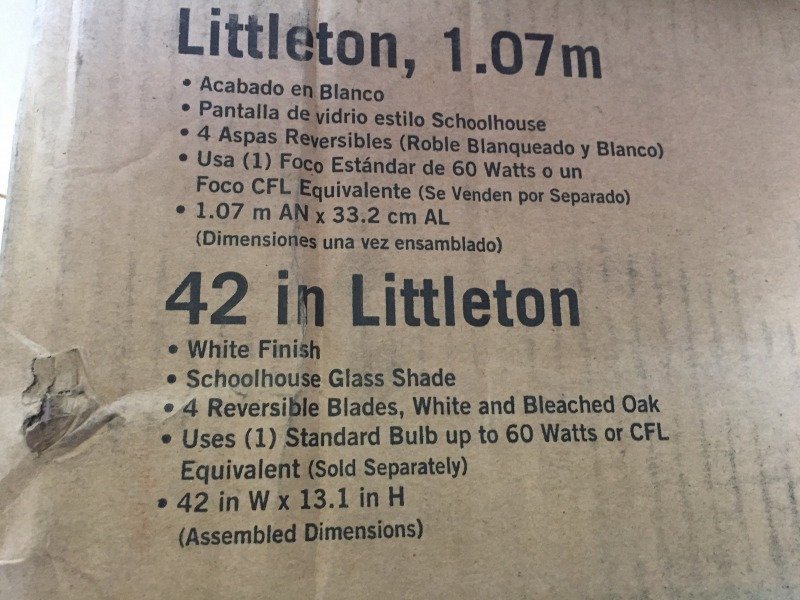 Littleton, 1.07m
• Acabado en Blanco
• Pantalla de vidrio estilo Schoolhouse
• 4 Aspas Reversibles (Roble Blanqueado y Blanco)
• Usa (1) Foco Estándar de 60 Watts o un
Foco CFL Equivalente (Se Venden por Separado)
• 1.07 m AN x 33.2 cm AL
(Dimensiones una vez ensamblado)
42 in Littleton
• White Finish
• Schoolhouse Glass Shade
• 4 Reversible Blades, White and Bleached Oak
• Uses (1) Standard Bulb up to 60 Watts or CFL
Equivalent (Sold Separately)
• 42 in W x 13.1 in H
(Assembled Dimensions)